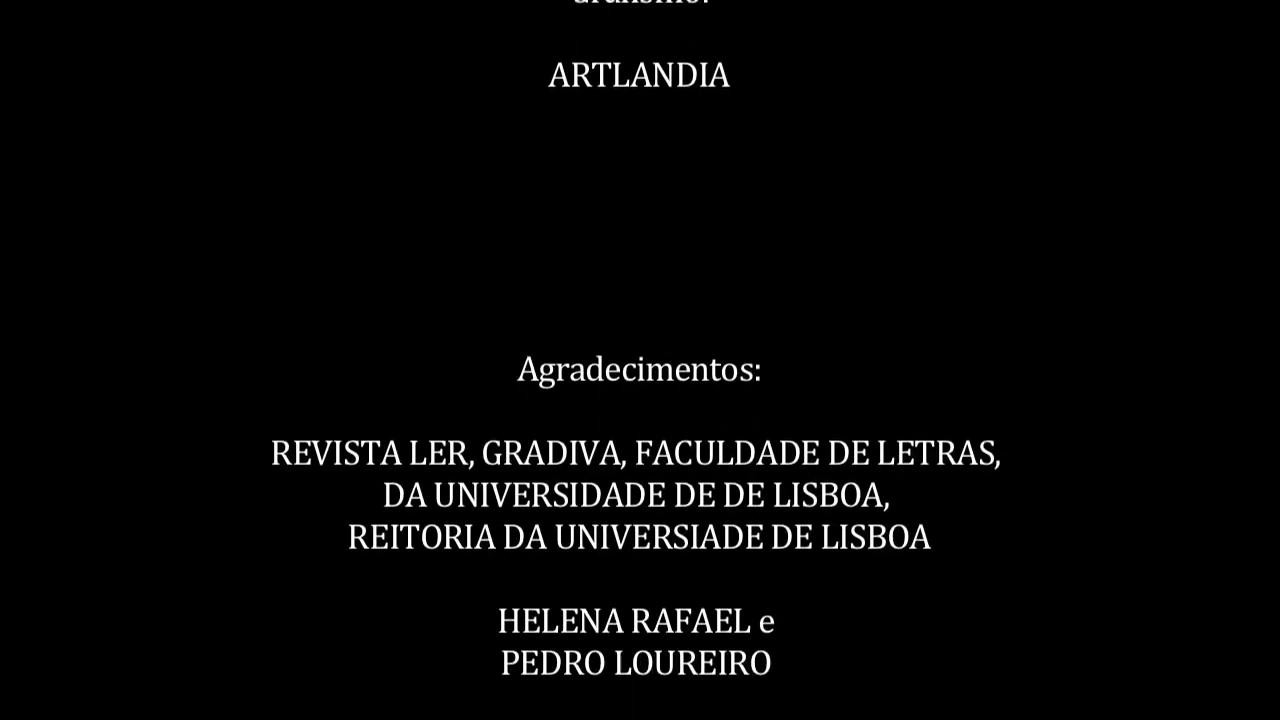 ARTLANDIA
Agradecimentos:
REVISTA LER, GRADIVA, FACULDADE DE LETRAS,
DA UNIVERSIDADE DE DE LISBOA,
REITORIA DA UNIVERSIADE DE LISBOA
HELENA RAFAEL e
PEDRO LOUREIRO